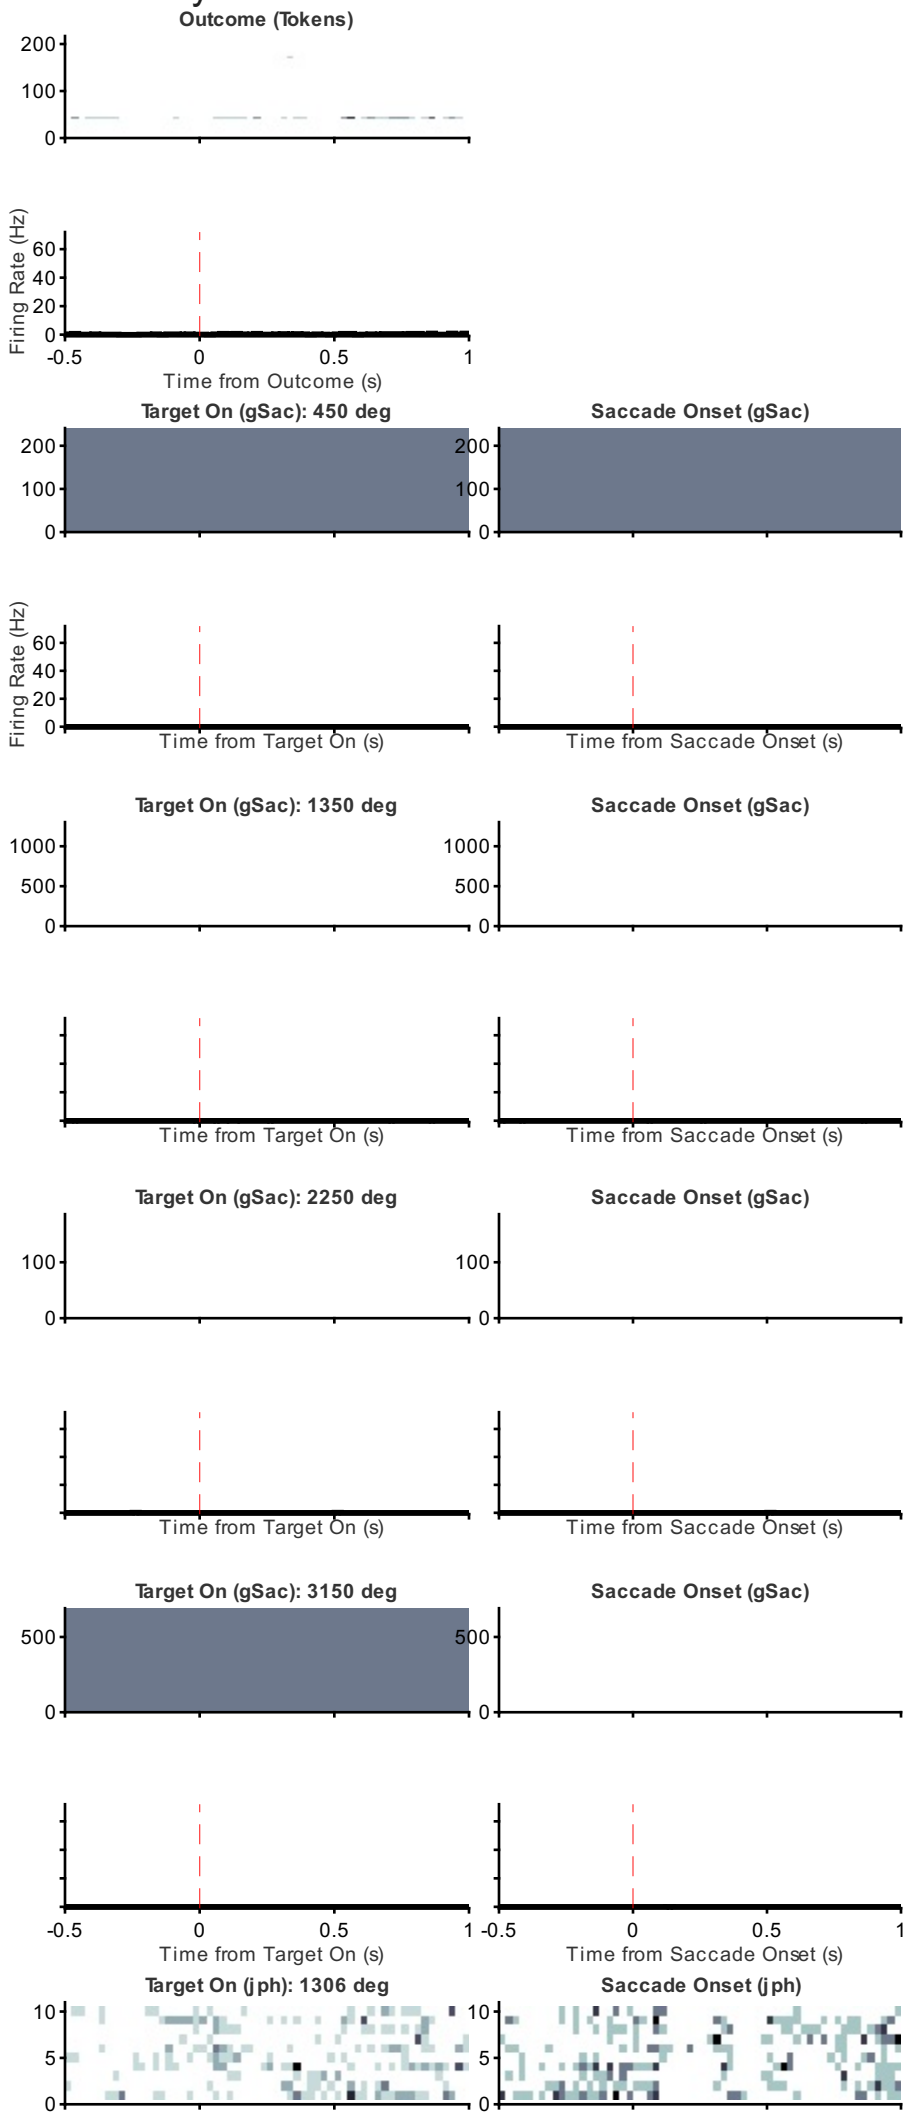 Outcome (Tokens)
200
100
0
Firing Rate (Hz)
60
40
20
0
-0.5 0 0.5 1
Time from Outcome (s)
Target On (gSac): 450 deg Saccade Onset (gSac)
200 200
100 100
0 0
Firing Rate (Hz)
60
40
20
0
Time from Target On (s) Time from Saccade Onset (s)
Target On (gSac): 1350 deg Saccade Onset (gSac)
1000 1000
500 500
0 0
Time from Target On (s) Time from Saccade Onset (s)
Target On (gSac): 2250 deg Saccade Onset (gSac)
100 100
0 0
Time from Target On (s) Time from Saccade Onset (s)
Target On (gSac): 3150 deg Saccade Onset (gSac)
500 500
0 0
-0.5 0 0.5 1 -0.5 0 0.5 1
Time from Target On (s) Time from Saccade Onset (s)
Target On (jph): 1306 deg Saccade Onset (jph)
10 10
5 5
0 0